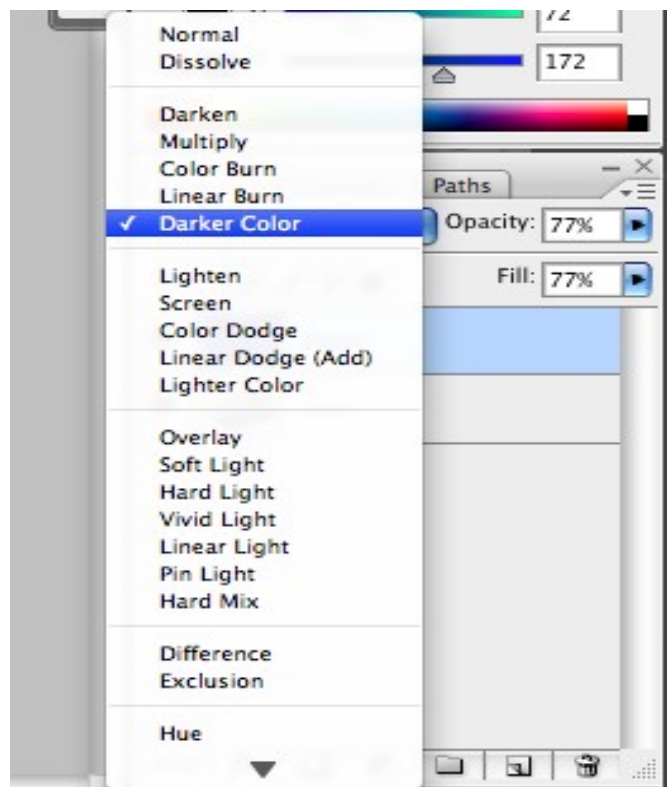 72
172
Normal
Dissolve
Darken
Multiply
Color Burn
Linear Burn
✓ Darker Color
Lighten
Screen
Color Dodge
Linear Dodge (Add)
Lighter Color
Overlay
Soft Light
Hard Light
Vivid Light
Linear Light
Pin Light
Hard Mix
Difference
Exclusion
Hue
Paths
Opacity: 77%
Fill: 77%